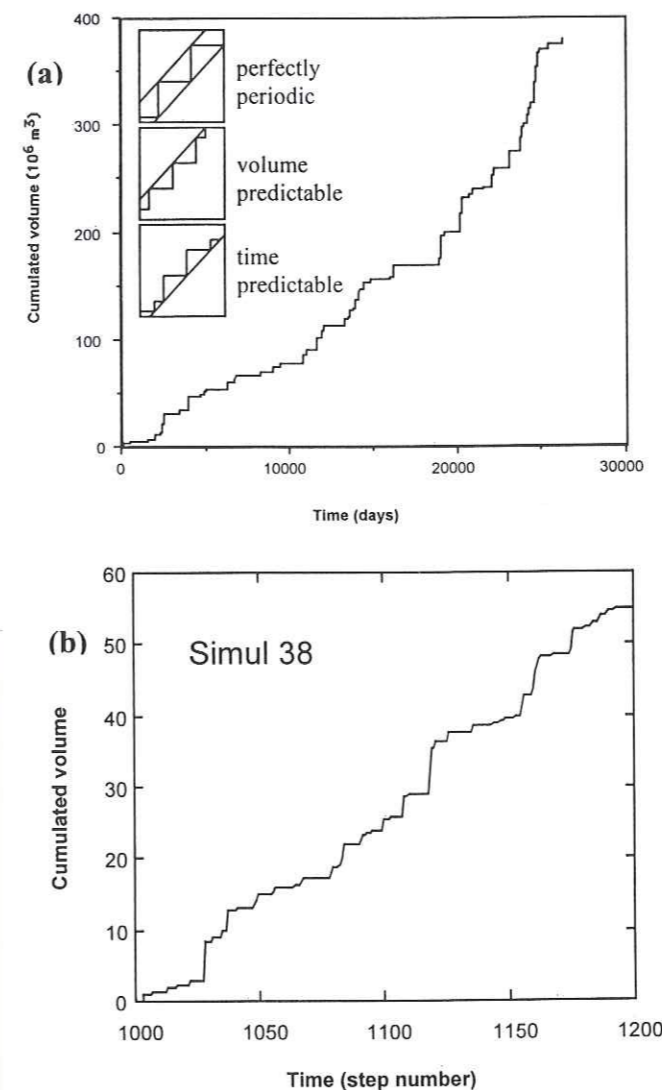 (a)
400
300
200
100
0
Cumulated volume (10⁶ m³)
perfectly
periodic
volume
predictable
time
predictable
0
10000
20000
30000
Time (days)
(b)
Simul 38
60
50
40
30
20
10
0
Cumulated volume
1000
1050
1100
1150
1200
Time (step number)